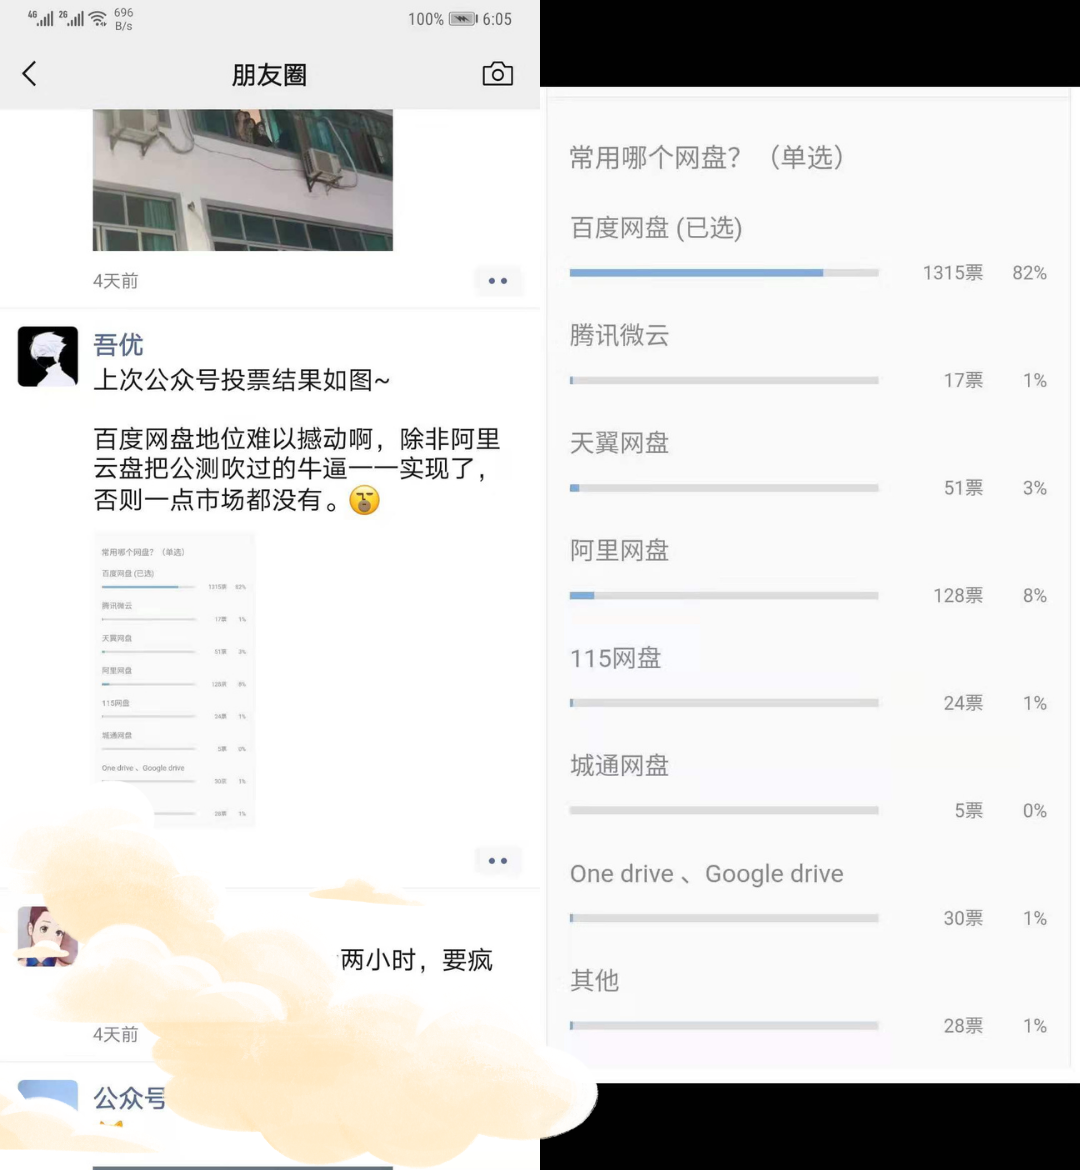 4G 2G 696 B/s 100% 6:05
朋友圈
4天前
吾优
上次公众号投票结果如图~
百度网盘地位难以撼动啊，除非阿里
云盘把公测吹过的牛逼一一实现了，
否则一点市场都没有。
常用哪个网盘？（单选）
百度网盘 (已选)
1315票 82%
腾讯微云
17票 1%
天翼网盘
51票 3%
阿里网盘
128票 8%
115网盘
24票 1%
城通网盘
5票 0%
One drive 、Google drive
30票 1%
28票 1%
两小时，要疯
4天前
公众号
常用哪个网盘？（单选）
百度网盘 (已选)
1315票 82%
腾讯微云
17票 1%
天翼网盘
51票 3%
阿里网盘
128票 8%
115网盘
24票 1%
城通网盘
5票 0%
One drive 、Google drive
30票 1%
其他
28票 1%